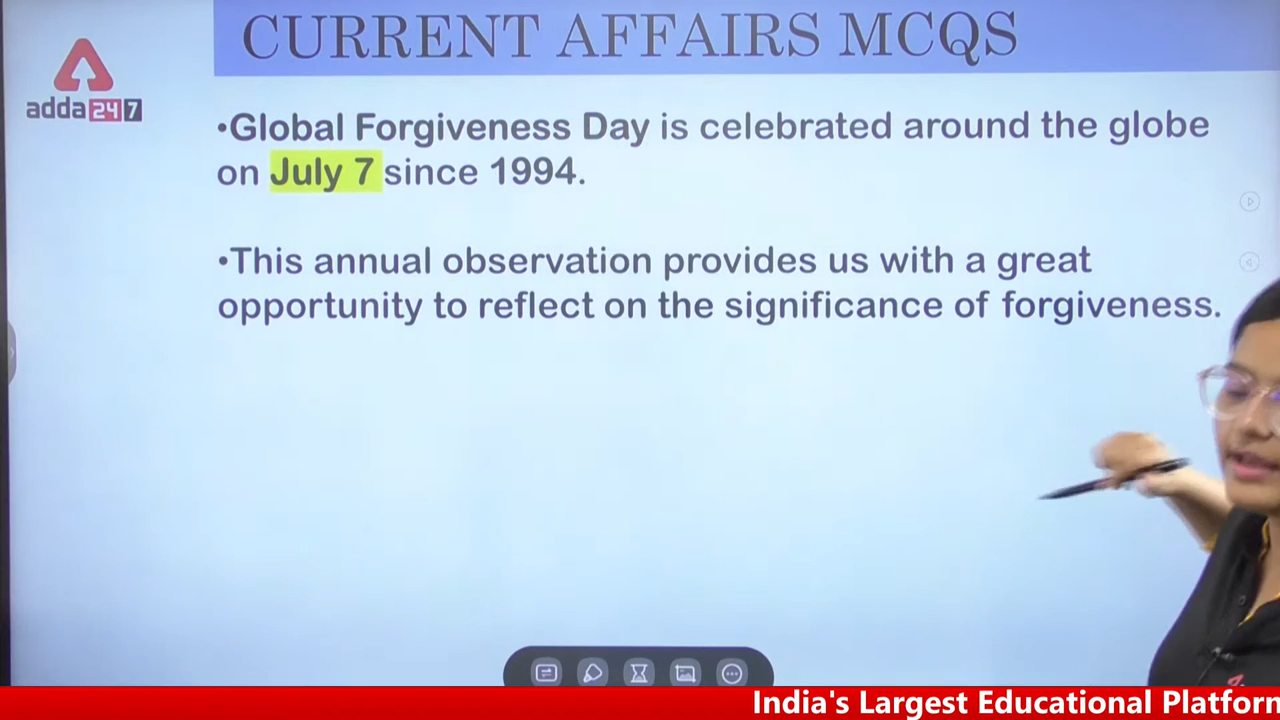 CURRENT AFFAIRS MCQS
adda247
•Global Forgiveness Day is celebrated around the globe
on July 7 since 1994.
•This annual observation provides us with a great
opportunity to reflect on the significance of forgiveness.
India's Largest Educational Platforn